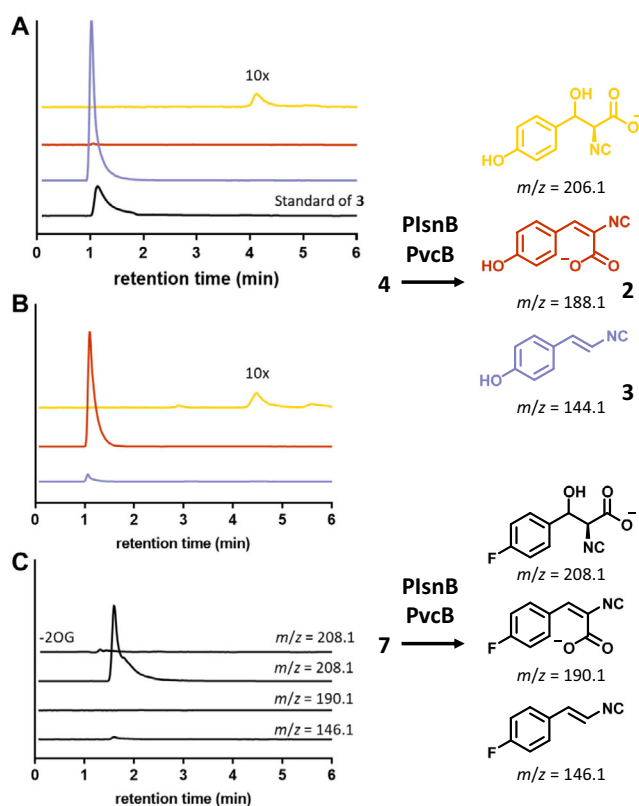 A
10x
Standard of 3
0 1 2 3 4 5 6
retention time (min)
OH
O
O−
NC
HO
m/z = 206.1
PIsnB
PvcB
4
NC
HO
−O
O
2
m/z = 188.1
NC
HO
3
m/z = 144.1
B
10x
0 1 2 3 4 5 6
retention time (min)
C
-2OG
m/z = 208.1
m/z = 208.1
m/z = 190.1
m/z = 146.1
0 1 2 3 4 5 6
retention time (min)
7
PIsnB
PvcB
OH
O
O−
NC
F
m/z = 208.1
NC
F
−O
O
m/z = 190.1
NC
F
m/z = 146.1